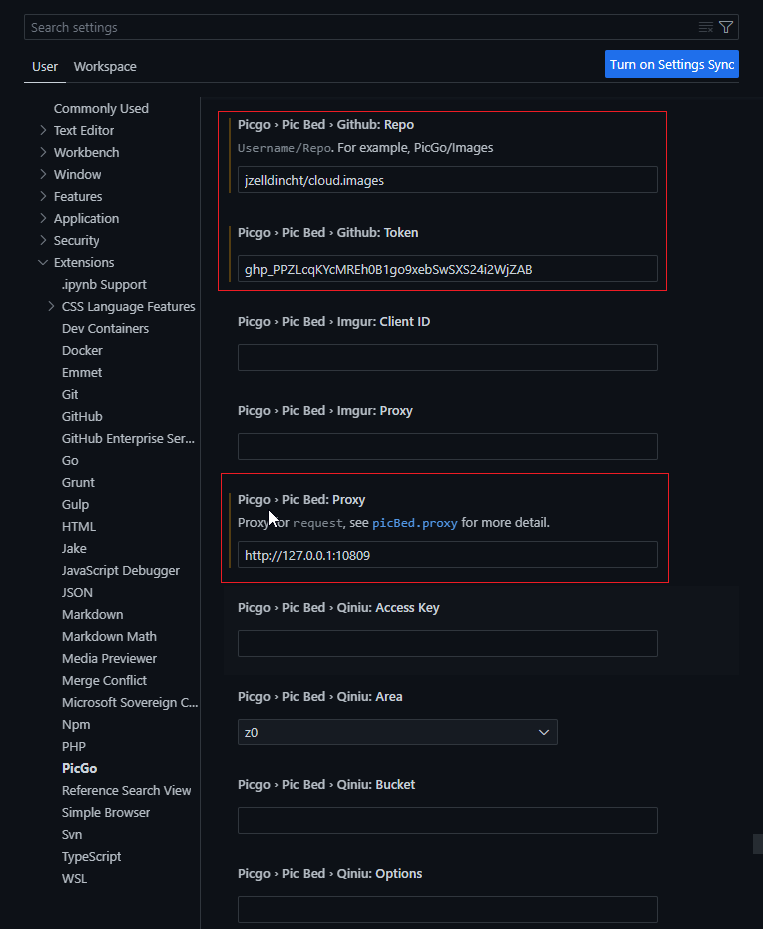 Search settings
User
Workspace
Turn on Settings Sync
Commonly Used
Text Editor
Workbench
Window
Features
Application
Security
Extensions
.ipynb Support
CSS Language Features
Dev Containers
Docker
Emmet
Git
GitHub
GitHub Enterprise Ser...
Go
Grunt
Gulp
HTML
Jake
JavaScript Debugger
JSON
Markdown
Markdown Math
Media Previewer
Merge Conflict
Microsoft Sovereign C...
Npm
PHP
PicGo
Reference Search View
Simple Browser
Svn
TypeScript
WSL
Picgo › Pic Bed › Github: Repo
Username/Repo. For example, PicGo/Images
jzelldincht/cloud.images
Picgo › Pic Bed › Github: Token
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
Picgo › Pic Bed › Imgur: Client ID
Picgo › Pic Bed › Imgur: Proxy
Picgo › Pic Bed: Proxy
Proxy for request, see picBed.proxy for more detail.
http://127.0.0.1:10809
Picgo › Pic Bed › Qiniu: Access Key
Picgo › Pic Bed › Qiniu: Area
z0
Picgo › Pic Bed › Qiniu: Bucket
Picgo › Pic Bed › Qiniu: Options